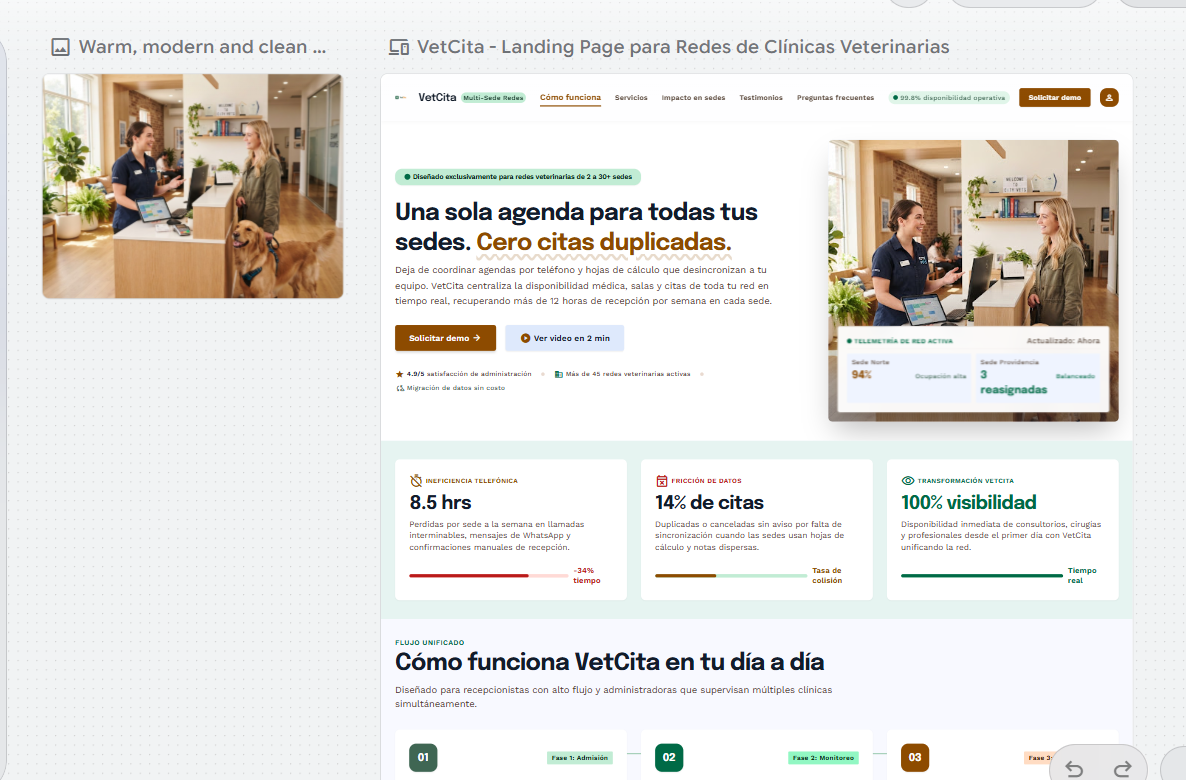 Warm, modern and clean ...
VetCita - Landing Page para Redes de Clínicas Veterinarias
VetCita
Multi-Sede Redes
Cómo funciona
Servicios
Impacto en sedes
Testimonios
Preguntas frecuentes
99.8% disponibilidad operativa
Solicitar demo
Diseñado exclusivamente para redes veterinarias de 2 a 30+ sedes
Una sola agenda para todas tus
sedes. Cero citas duplicadas.
Deja de coordinar agendas por teléfono y hojas de cálculo que desincronizan a tu
equipo. VetCita centraliza la disponibilidad médica, salas y citas de toda tu red en
tiempo real, recuperando más de 12 horas de recepción por semana en cada sede.
Solicitar demo →
Ver video en 2 min
4.9/5 satisfacción de administración
Más de 45 redes veterinarias activas
Migración de datos sin costo
WELCOME
TELEMETRÍA DE RED ACTIVA
Actualizado: Ahora
Sede Norte
94%
Ocupación alta
Sede Providencia
3
reasignadas
Balanceado
INEFICIENCIA TELEFÓNICA
8.5 hrs
Perdidas por sede a la semana en llamadas
interminables, mensajes de WhatsApp y
confirmaciones manuales de recepción.
-34%
tiempo
FRICCIÓN DE DATOS
14% de citas
Duplicadas o canceladas sin aviso por falta de
sincronización cuando las sedes usan hojas de
cálculo y notas dispersas.
Tasa de
colisión
TRANSFORMACIÓN VETCITA
100% visibilidad
Disponibilidad inmediata de consultorios, cirugías
y profesionales desde el primer día con VetCita
unificando la red.
Tiempo
real
FLUJO UNIFICADO
Cómo funciona VetCita en tu día a día
Diseñado para recepcionistas con alto flujo y administradoras que supervisan múltiples clínicas
simultáneamente.
01
Fase 1: Admisión
02
Fase 2: Monitoreo
03
Fase 3: